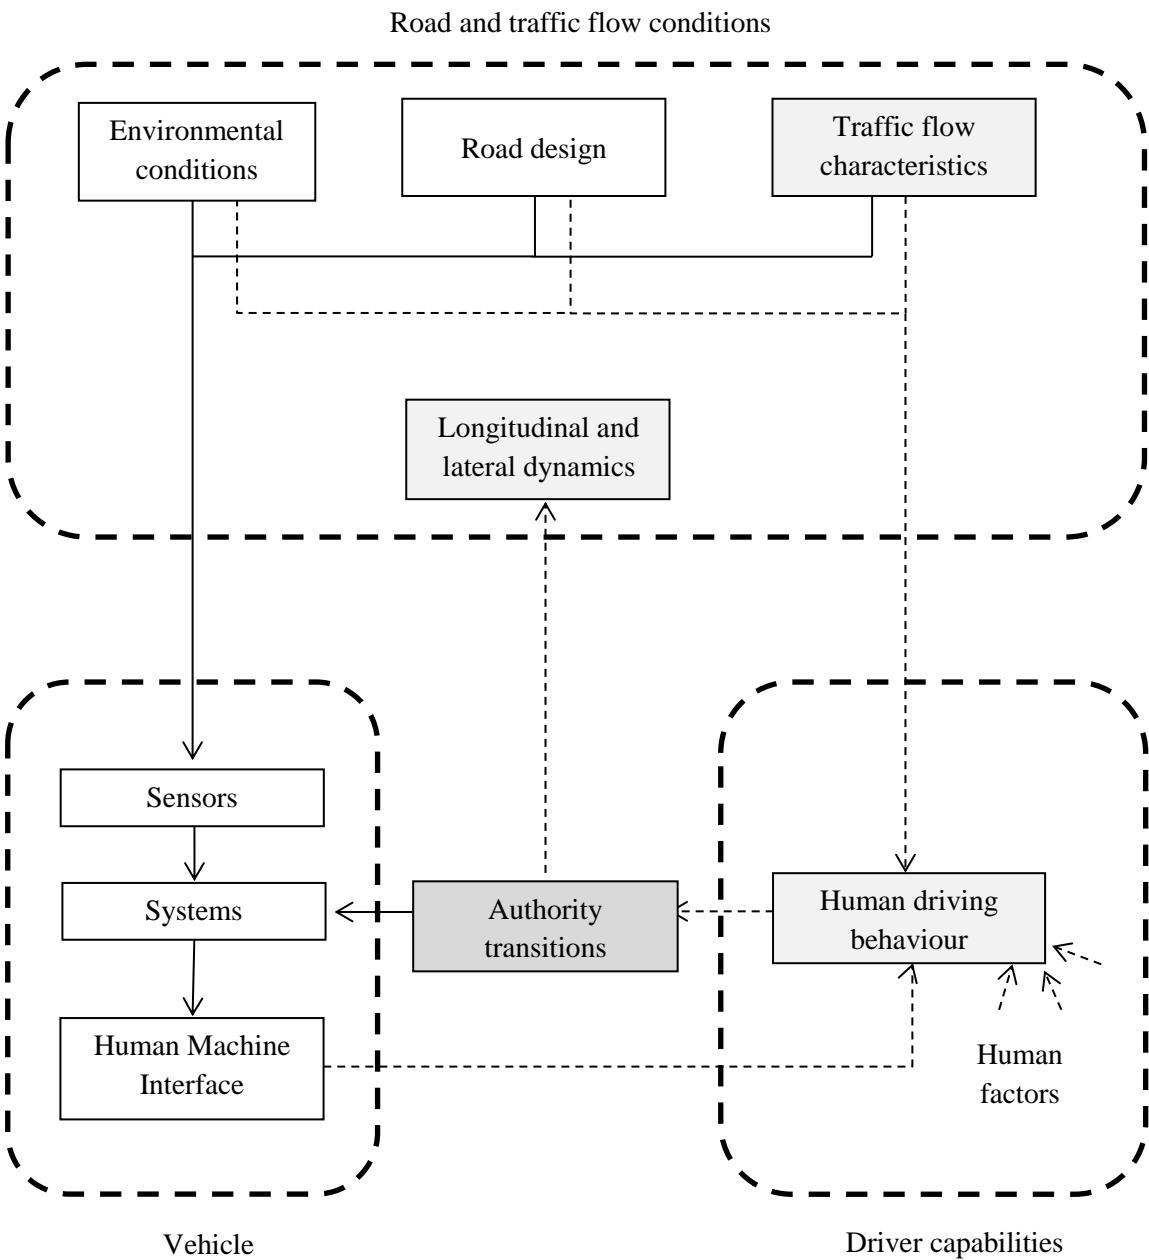 Road and traffic flow conditions
Environmental
conditions
Road design
Traffic flow
characteristics
Longitudinal and
lateral dynamics
Sensors
Systems
Human Machine
Interface
Authority
transitions
Human driving
behaviour
Human
factors
Vehicle
Driver capabilities